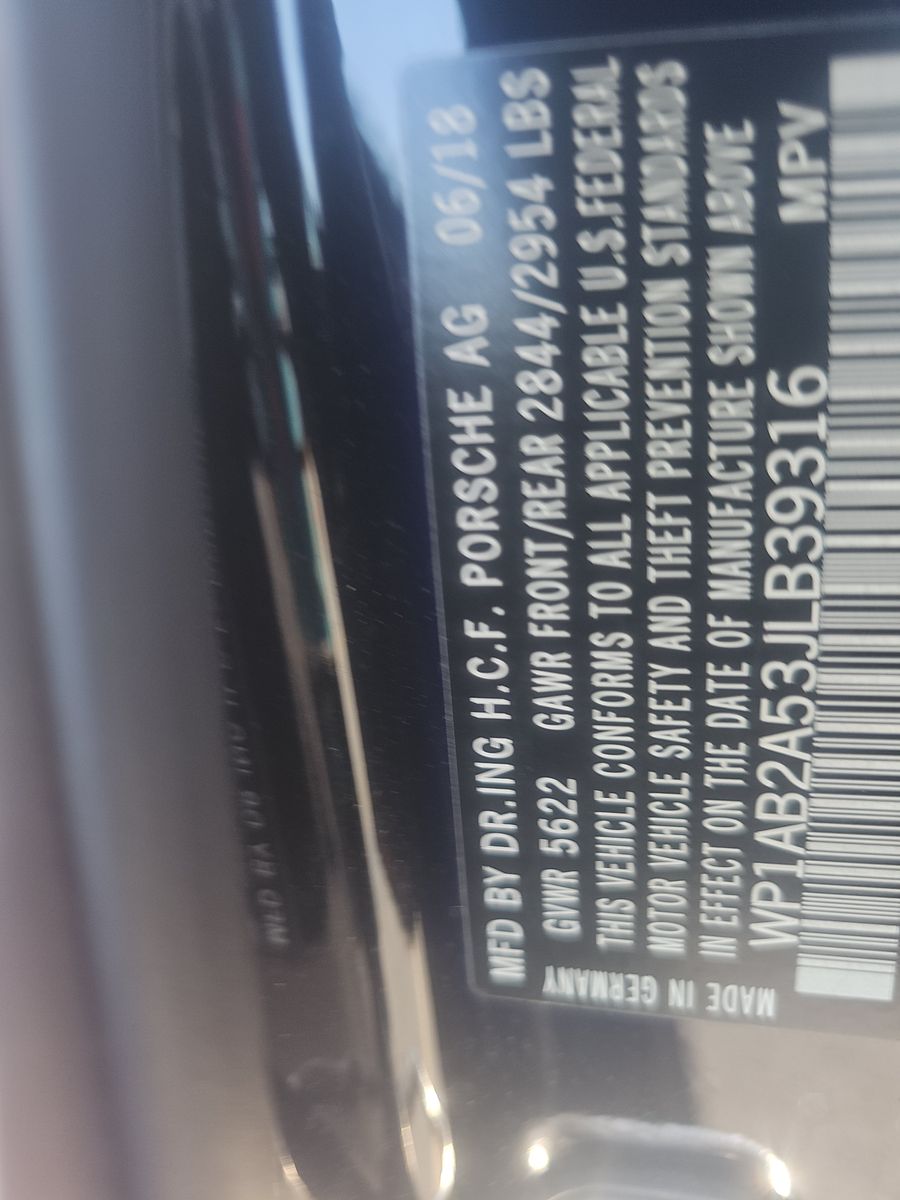 MFD BY DR.ING H.C.F. PORSCHE AG 06/18
GVWR 5622 GAWR FRONT/REAR 2844/2954 LBS
THIS VEHICLE CONFORMS TO ALL APPLICABLE U.S.FEDERAL
MOTOR VEHICLE SAFETY AND THEFT PREVENTION STANDARDS
IN EFFECT ON THE DATE OF MANUFACTURE SHOWN ABOVE
WP1AB2A53JLB39316 MPV
MADE IN GERMANY